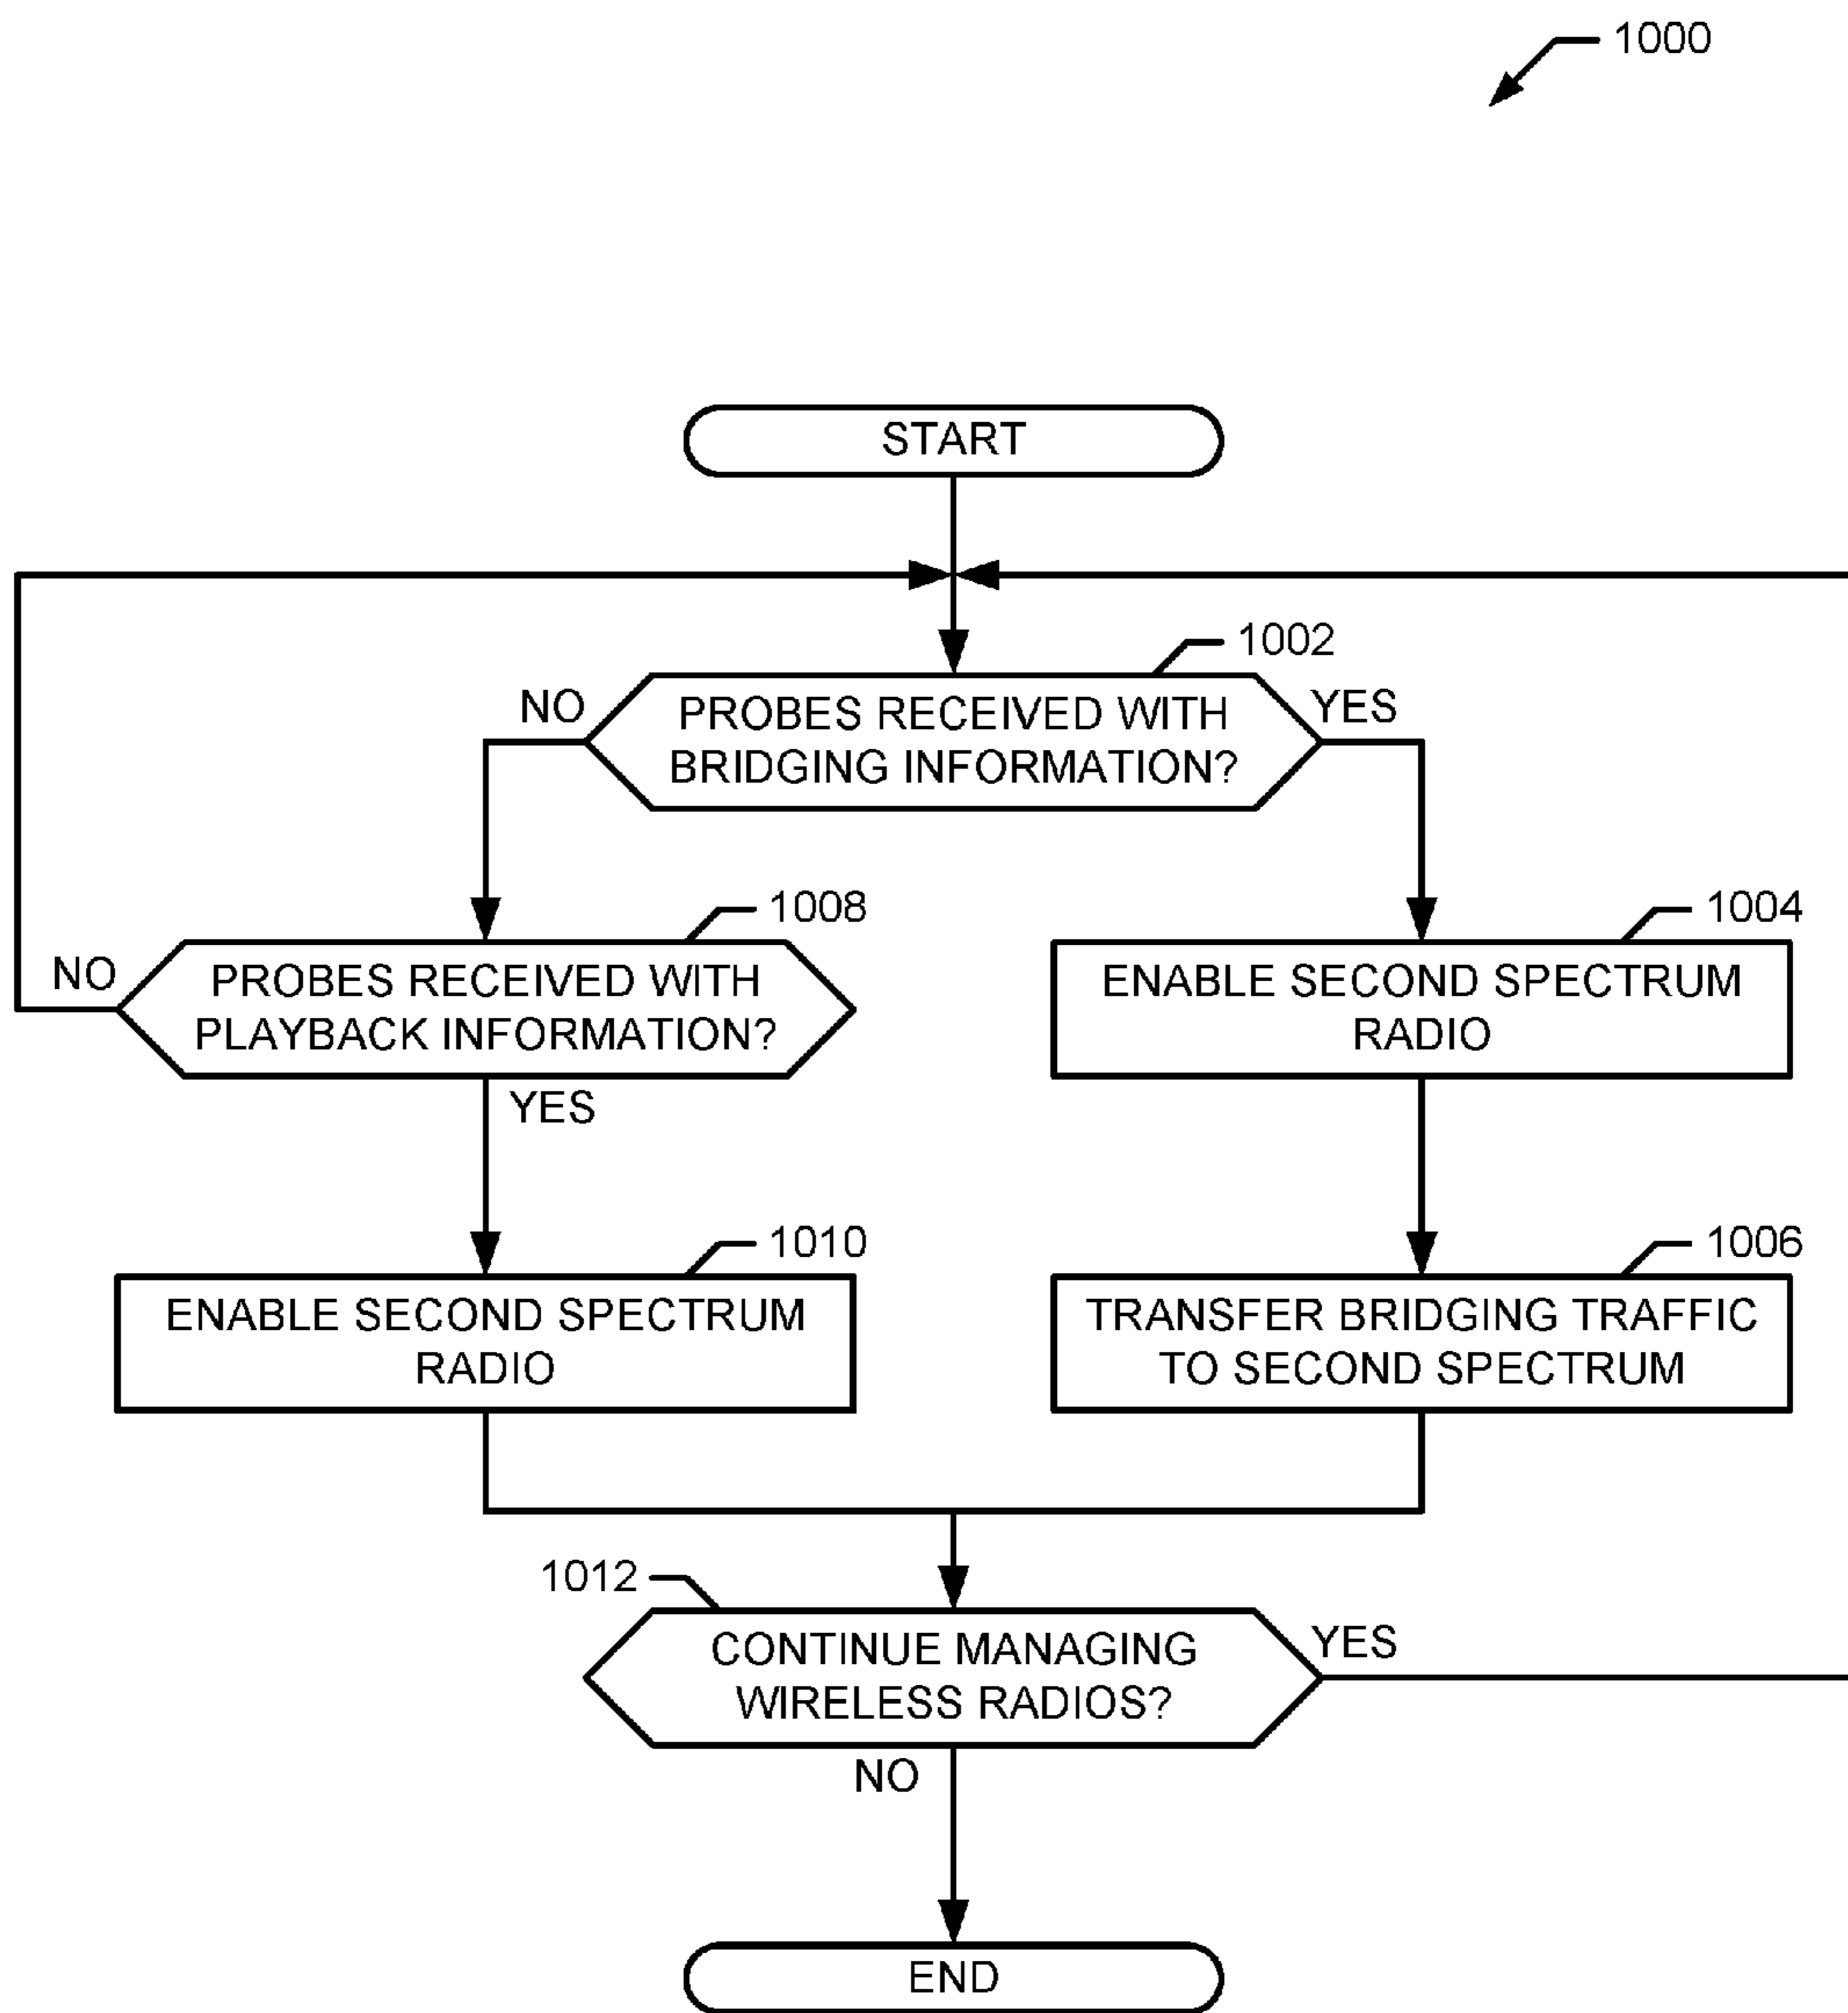 1000
START
1002
NO
YES
PROBES RECEIVED WITH
BRIDGING INFORMATION?
1008
1004
NO
PROBES RECEIVED WITH
PLAYBACK INFORMATION?
ENABLE SECOND SPECTRUM
RADIO
YES
1010
1006
ENABLE SECOND SPECTRUM
RADIO
TRANSFER BRIDGING TRAFFIC
TO SECOND SPECTRUM
1012
CONTINUE MANAGING
WIRELESS RADIOS?
YES
NO
END